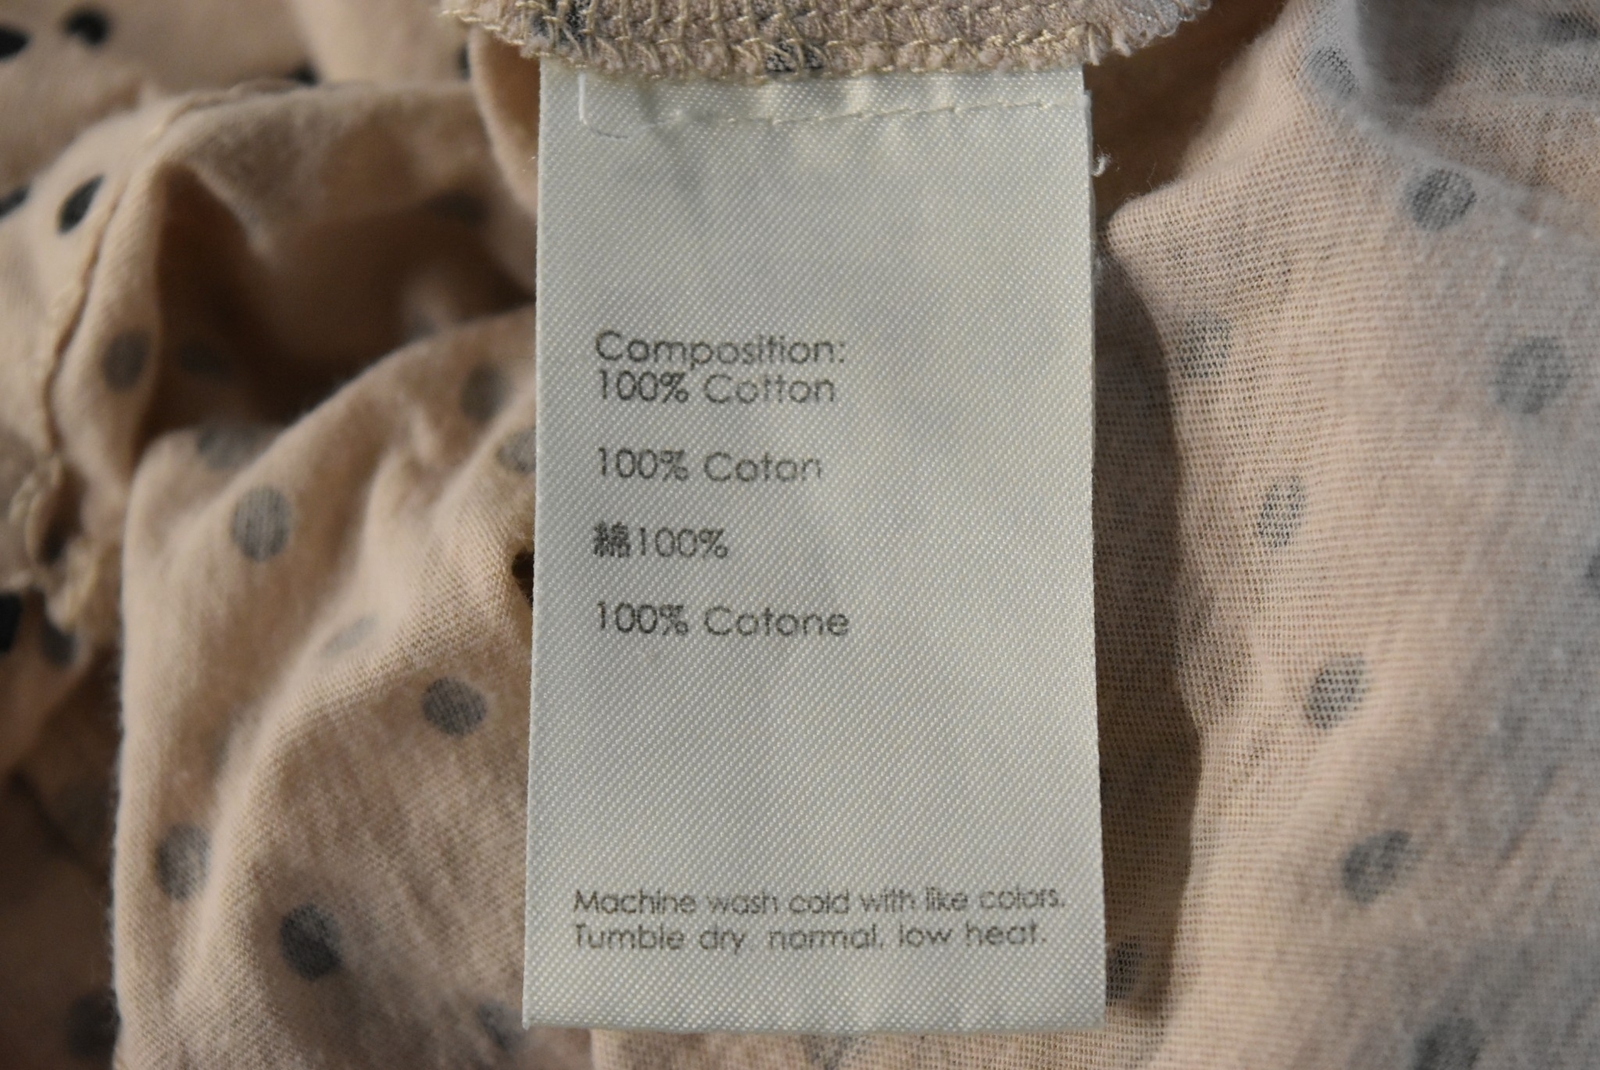 Composition:
100% Cotton
100% Coton
綿100%
100% Cotone
Machine wash cold with like colors.
Tumble dry normal, low heat.